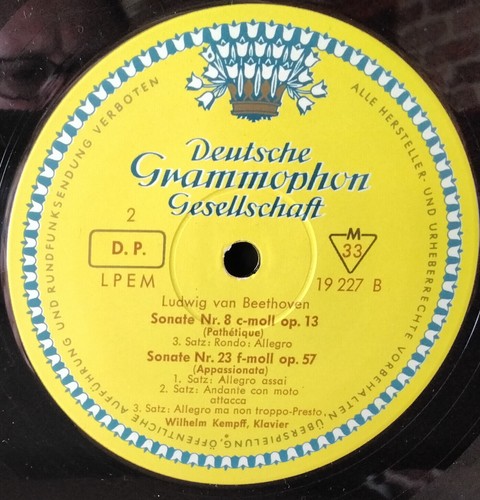 Deutsche
Grammophon
Gesellschaft
2
D. P.
LPEM
M
33
19 227 B
Ludwig van Beethoven
Sonate Nr. 8 c-moll op. 13
(Pathétique)
3. Satz: Rondo: Allegro
Sonate Nr. 23 f-moll op. 57
(Appassionata)
1. Satz: Allegro assai
2. Satz: Andante con moto
attacca
3. Satz: Allegro ma non troppo-Presto
Wilhelm Kempff, Klavier
ALLE HERSTELLER- UND URHEBERRECHTE VORBEHALTEN, ÜBERSPIELUNG, ÖFFENTLICHE AUFFÜHRUNG UND RUNDFUNKSENDUNG VERBOTEN